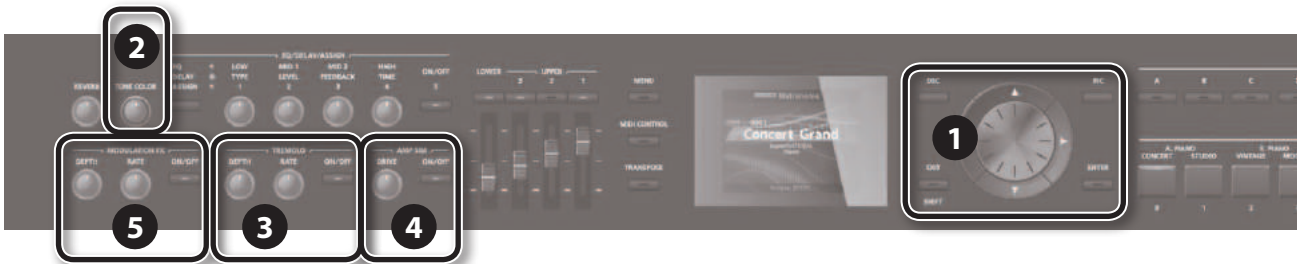 2
EQ/DELAY/ASSIGN
LOW MID 1 MID 2 HIGH
REVERB TONE COLOR DELAY TYPE LEVEL FEEDBACK TIME ON/OFF
ASSIGN 1 2 3 4 5
LOWER UPPER
3 2 1
MENU
MIDI CONTROL
TRANSPOSE
Concert Grand
DEC INC
1
EXIT ENTER
SHIFT
A B C
A. PIANO E. PIANO
CONCERT STUDIO VINTAGE
0 1 2
MODULATION FX TREMOLO AMP SIM
DEPTH RATE ON/OFF DEPTH RATE ON/OFF DRIVE ON/OFF
5 3 4